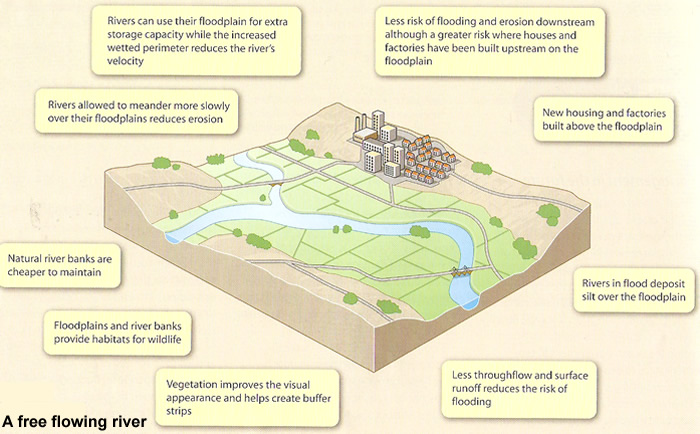 Rivers can use their floodplain for extra
storage capacity while the increased
wetted perimeter reduces the river's
velocity
Less risk of flooding and erosion downstream
although a greater risk where houses and
factories have been built upstream on the
floodplain
Rivers allowed to meander more slowly
over their floodplains reduces erosion
New housing and factories
built above the floodplain
Natural river banks are
cheaper to maintain
Rivers in flood deposit
silt over the floodplain
Floodplains and river banks
provide habitats for wildlife
Vegetation improves the visual
appearance and helps create buffer
strips
Less throughflow and surface
runoff reduces the risk of
flooding
A free flowing river